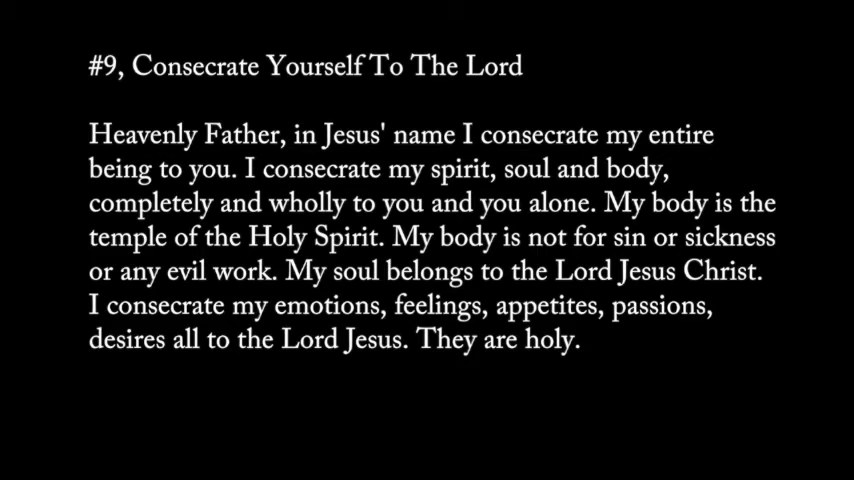 #9, Consecrate Yourself To The Lord
Heavenly Father, in Jesus' name I consecrate my entire
being to you. I consecrate my spirit, soul and body,
completely and wholly to you and you alone. My body is the
temple of the Holy Spirit. My body is not for sin or sickness
or any evil work. My soul belongs to the Lord Jesus Christ.
I consecrate my emotions, feelings, appetites, passions,
desires all to the Lord Jesus. They are holy.